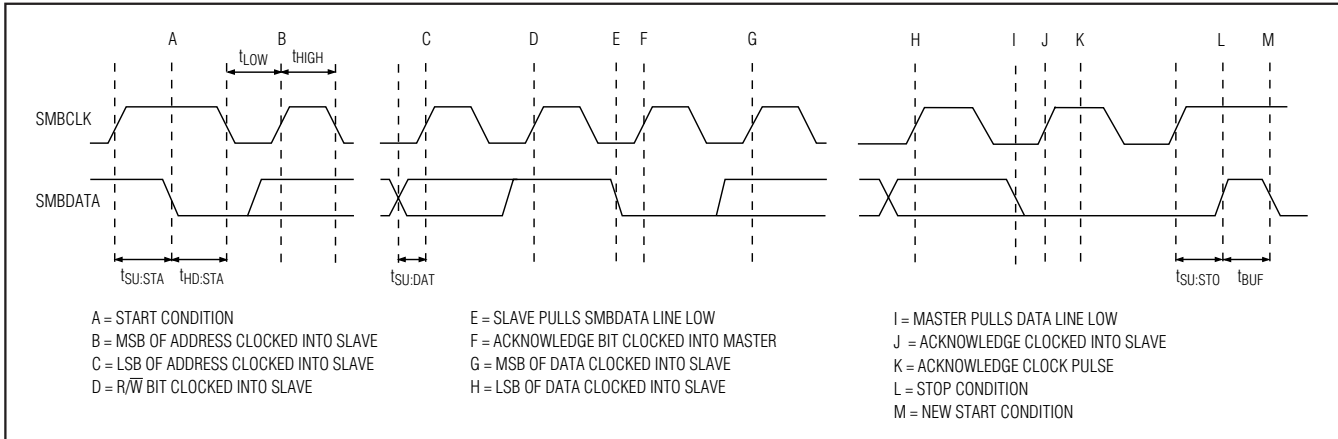 A B C D E F G H I J K L M
tLOW tHIGH
SMBCLK
SMBDATA
tSU:STA tHD:STA tSU:DAT tSU:STO tBUF
A = START CONDITION
B = MSB OF ADDRESS CLOCKED INTO SLAVE
C = LSB OF ADDRESS CLOCKED INTO SLAVE
D = R/W̅ BIT CLOCKED INTO SLAVE
E = SLAVE PULLS SMBDATA LINE LOW
F = ACKNOWLEDGE BIT CLOCKED INTO MASTER
G = MSB OF DATA CLOCKED INTO SLAVE
H = LSB OF DATA CLOCKED INTO SLAVE
I = MASTER PULLS DATA LINE LOW
J = ACKNOWLEDGE CLOCKED INTO SLAVE
K = ACKNOWLEDGE CLOCK PULSE
L = STOP CONDITION
M = NEW START CONDITION